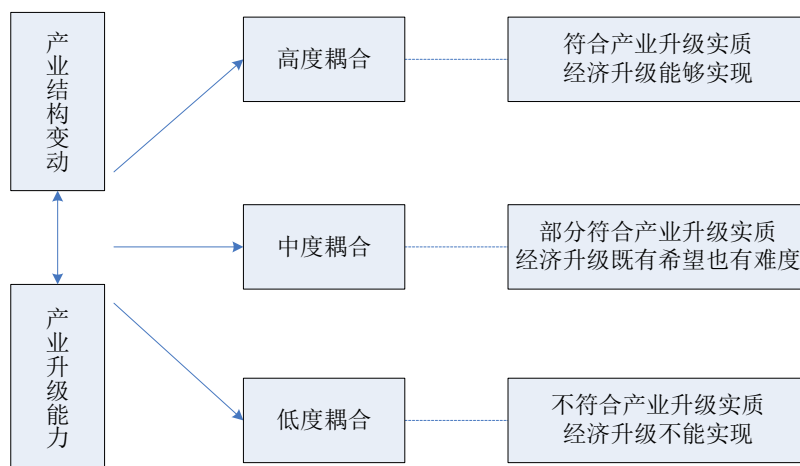 产业结构变动
高度耦合
符合产业升级实质
经济升级能够实现
中度耦合
部分符合产业升级实质
经济升级既有希望也有难度
产业升级能力
低度耦合
不符合产业升级实质
经济升级不能实现